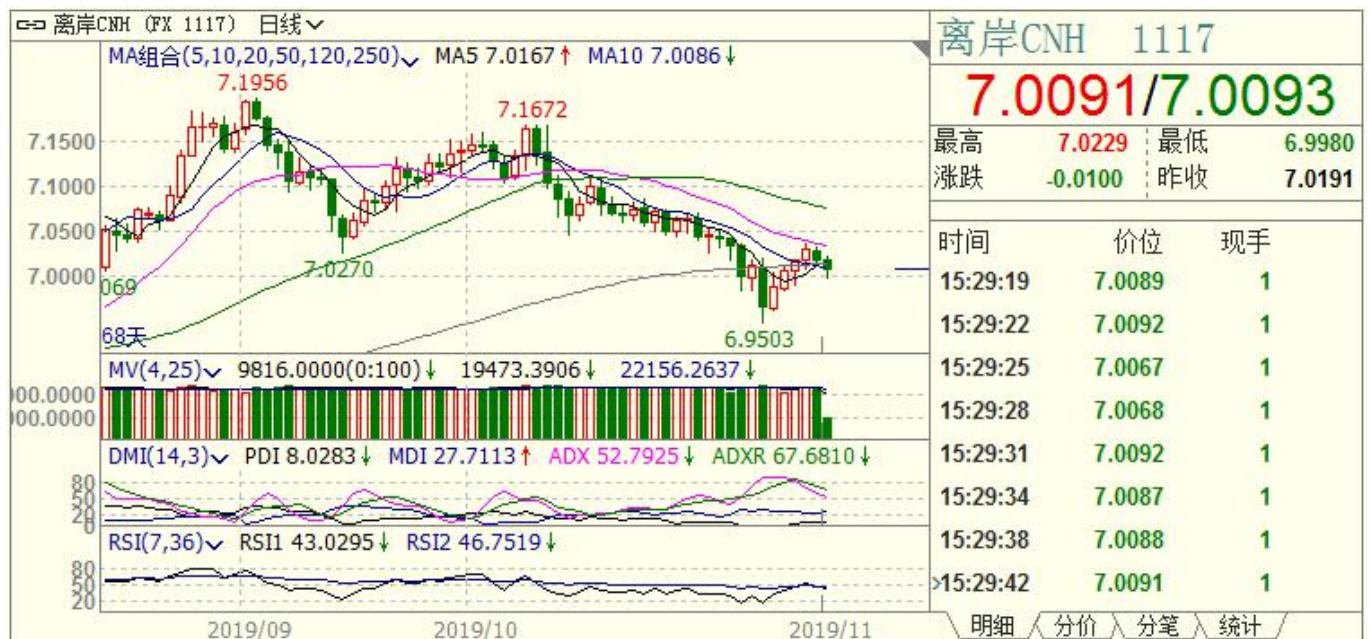 离岸CNH (FX 1117) 日线
MA组合(5,10,20,50,120,250) MA5 7.0167↑ MA10 7.0086↓
7.1956
7.1672
7.1500
7.1000
7.0500
7.0000
7.0270
069
68天
6.9503
MV(4,25) 9816.0000(0:100)↓ 19473.3906↓ 22156.2637↓
00.0000
00.0000
DMI(14,3) PDI 8.0283↓ MDI 27.7113↑ ADX 52.7925↓ ADXR 67.6810↓
80
50
20
0
RSI(7,36) RSI1 43.0295↓ RSI2 46.7519↓
80
50
20
2019/09 2019/10 2019/11
离岸CNH 1117
7.0091/7.0093
最高 7.0229 最低 6.9980
涨跌 -0.0100 昨收 7.0191
时间 价位 现手
15:29:19 7.0089 1
15:29:22 7.0092 1
15:29:25 7.0067 1
15:29:28 7.0068 1
15:29:31 7.0092 1
15:29:34 7.0087 1
15:29:38 7.0088 1
15:29:42 7.0091 1
明细 分价 分笔 统计